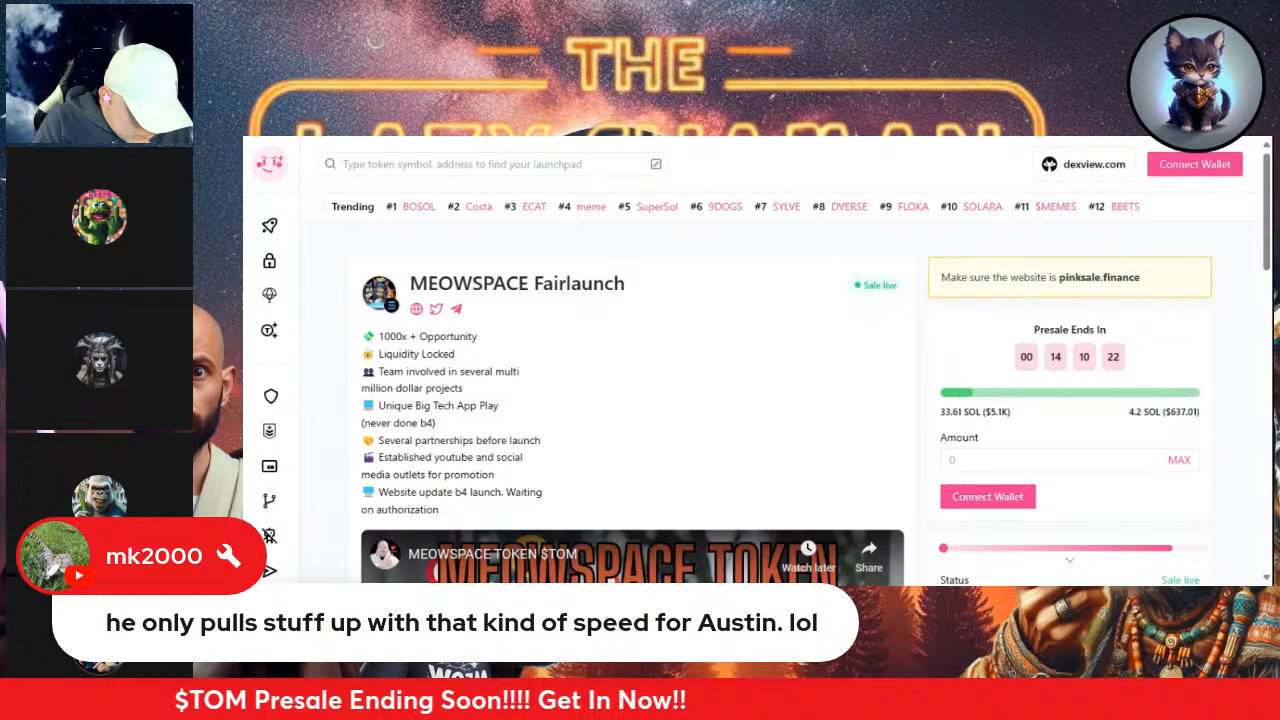 THE
Type token symbol, address to find your launchpad
dexview.com
Connect Wallet
Trending #1 BOSOL #2 Costa #3 ECAT #4 meme #5 SuperSol #6 9DOGS #7 SYLVE #8 DVERSE #9 FLOKA #10 SOLARA #11 $MEMES #12 BBETS
MEOWSPACE Fairlaunch
Sale live
1000x + Opportunity
Liquidity Locked
Team involved in several multi
million dollar projects
Unique Big Tech App Play
(never done b4)
Several partnerships before launch
Established youtube and social
media outlets for promotion
Website update b4 launch. Waiting
on authorization
MEOWSPACE TOKEN $TOM
MEOWSPACE TOKEN
Watch later
Share
Make sure the website is pinksale.finance
Presale Ends In
00 14 10 22
33.61 SOL ($5.1K) 4.2 SOL ($637.01)
Amount
0 MAX
Connect Wallet
Status Sale live
mk2000
he only pulls stuff up with that kind of speed for Austin. lol
$TOM Presale Ending Soon!!!! Get In Now!!